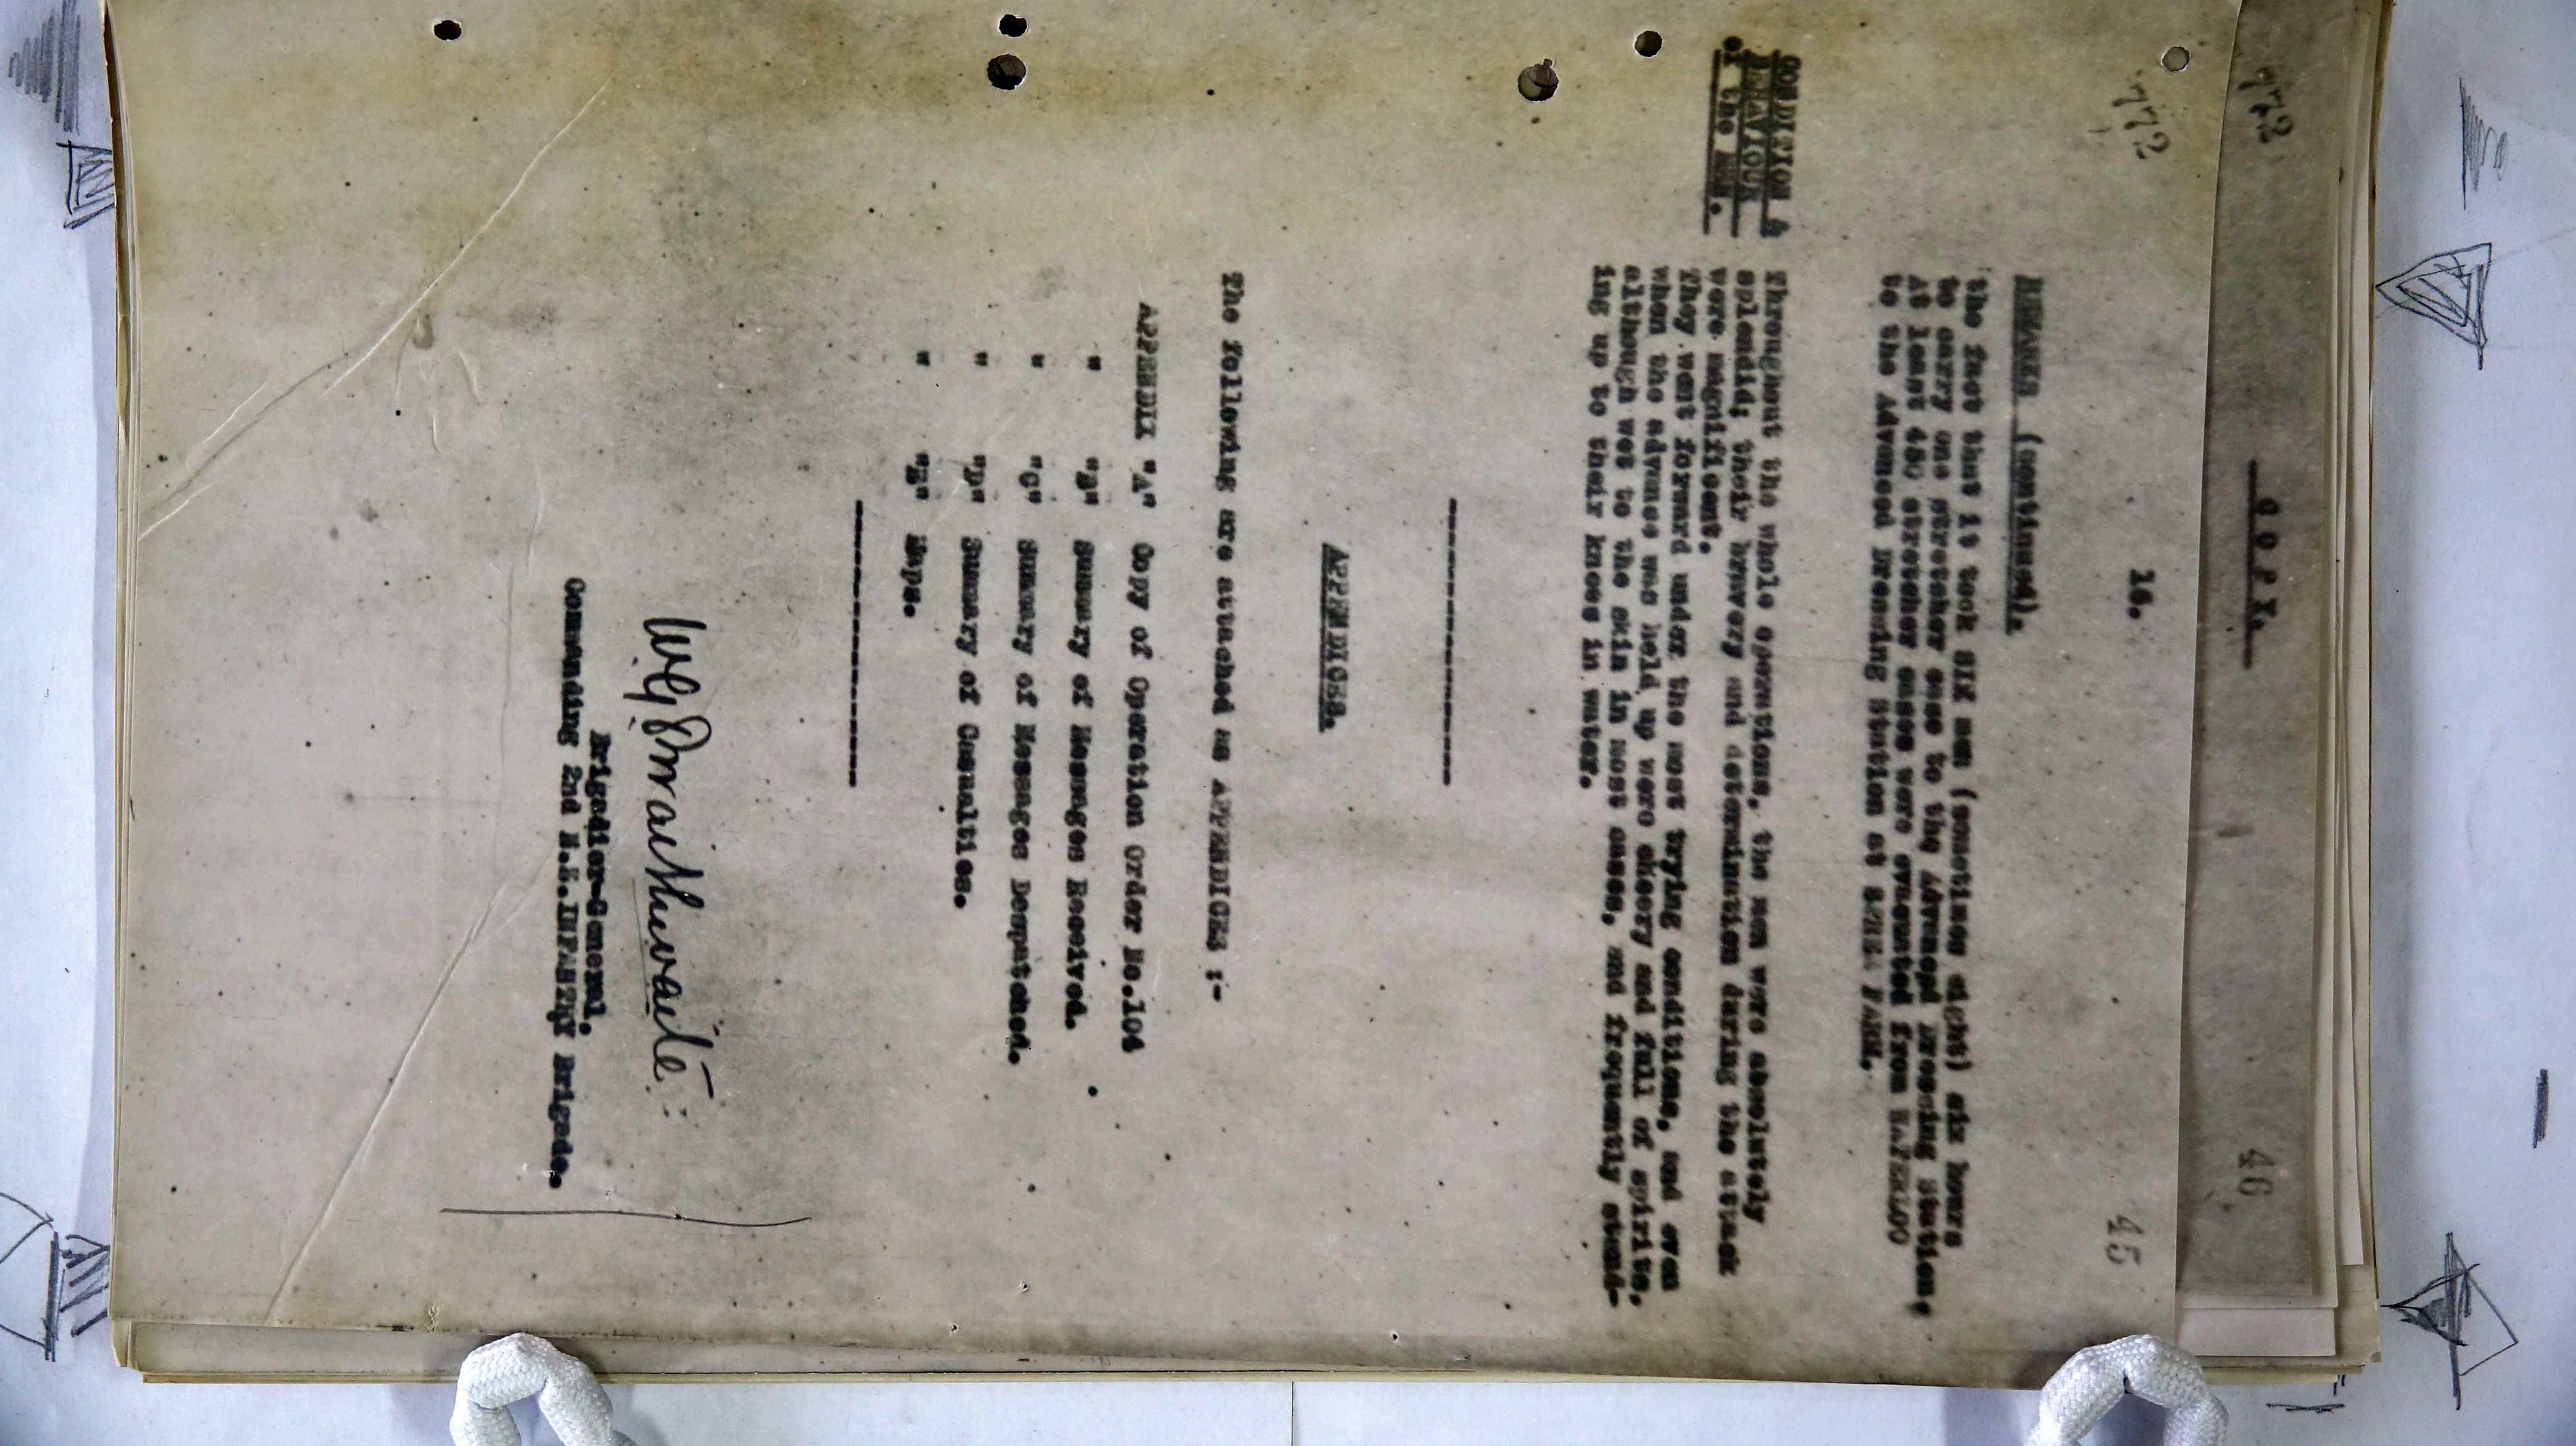 772
COPY.
46
772
16.
45
REMARKS (continued).
the fact that it took SIX men (sometimes eight) six hours
to carry one stretcher case to the Advanced Dressing Station.
At least 450 stretcher cases were evacuated from WATERLOO
to the Advanced Dressing Station at SPREE FARM.
CONDITION &
BEHAVIOUR
of the MEN.
Throughout the whole operations, the men were absolutely
splendid; their bravery and determination during the attack
were magnificent.
They went forward under the most trying conditions, and even
when the advance was held up were cheery and full of spirits,
although wet to the skin in most cases, and frequently stand-
ing up to their knees in water.
APPENDICES.
The following are attached as APPENDICES :-
APPENDIX "A" Copy of Operation Order No.104
" "B" Summary of Messages Received.
" "C" Summary of Messages Despatched.
" "D" Summary of Casualties.
" "E" Maps.
WG Braithwaite
Brigadier-General,
Commanding 2nd N.Z.INFANTRY Brigade.